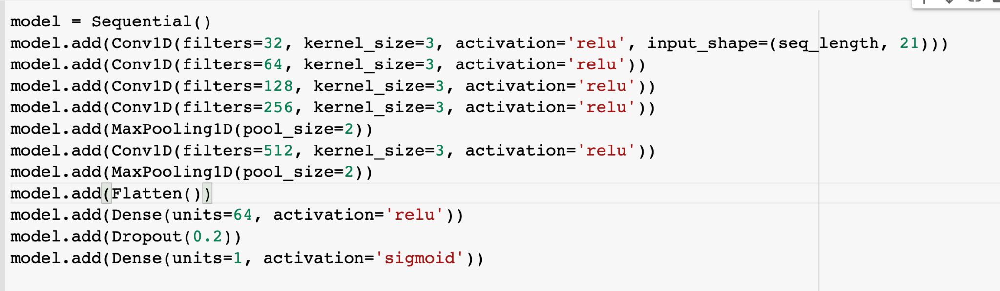 model = Sequential()
model.add(Conv1D(filters=32, kernel_size=3, activation='relu', input_shape=(seq_length, 21)))
model.add(Conv1D(filters=64, kernel_size=3, activation='relu'))
model.add(Conv1D(filters=128, kernel_size=3, activation='relu'))
model.add(Conv1D(filters=256, kernel_size=3, activation='relu'))
model.add(MaxPooling1D(pool_size=2))
model.add(Conv1D(filters=512, kernel_size=3, activation='relu'))
model.add(MaxPooling1D(pool_size=2))
model.add(Flatten())
model.add(Dense(units=64, activation='relu'))
model.add(Dropout(0.2))
model.add(Dense(units=1, activation='sigmoid'))